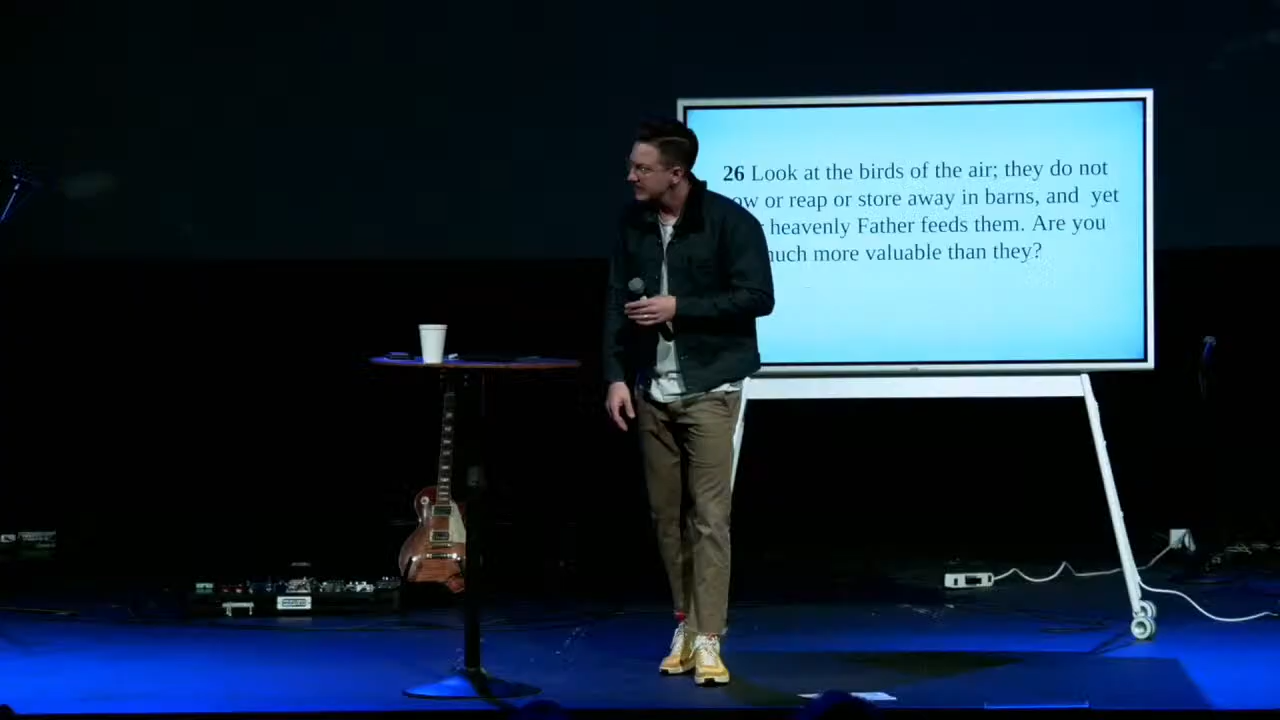 26 Look at the birds of the air; they do not
ow or reap or store away in barns, and yet
heavenly Father feeds them. Are you
much more valuable than they?